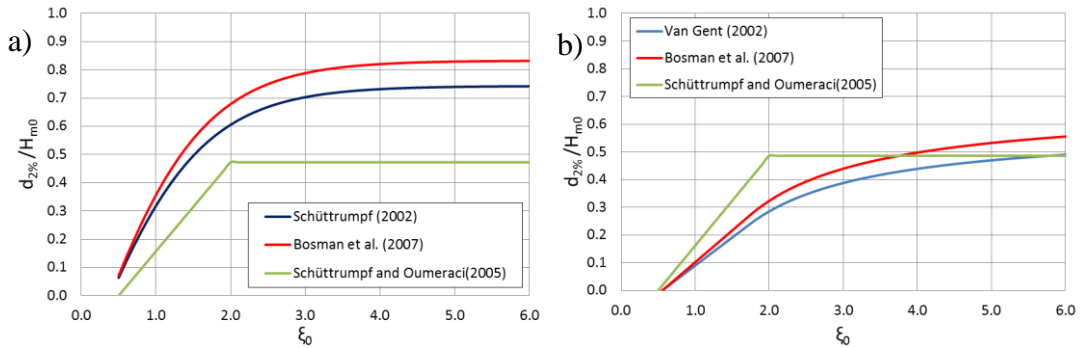 a)
1.0
0.9
0.8
0.7
0.6
0.5
0.4
0.3
0.2
0.1
0.0
d2%/Hm0
0.0 1.0 2.0 3.0 4.0 5.0 6.0
ξ0
Schüttrumpf (2002)
Bosman et al. (2007)
Schüttrumpf and Oumeraci(2005)
b)
1.0
0.9
0.8
0.7
0.6
0.5
0.4
0.3
0.2
0.1
0.0
d2%/Hm0
0.0 1.0 2.0 3.0 4.0 5.0 6.0
ξ0
Van Gent (2002)
Bosman et al. (2007)
Schüttrumpf and Oumeraci(2005)